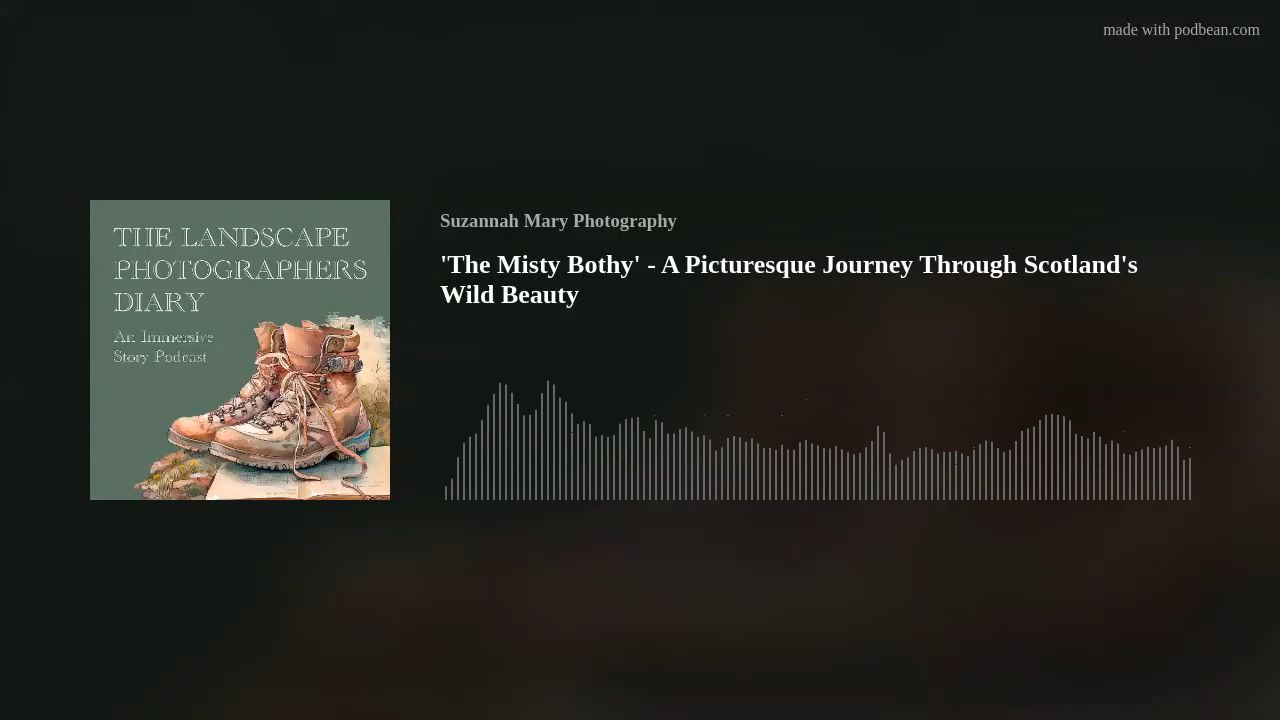 made with podbean.com
THE LANDSCAPE
PHOTOGRAPHERS
DIARY
An Immersive
Story Podcast
Suzannah Mary Photography
'The Misty Bothy' - A Picturesque Journey Through Scotland's
Wild Beauty